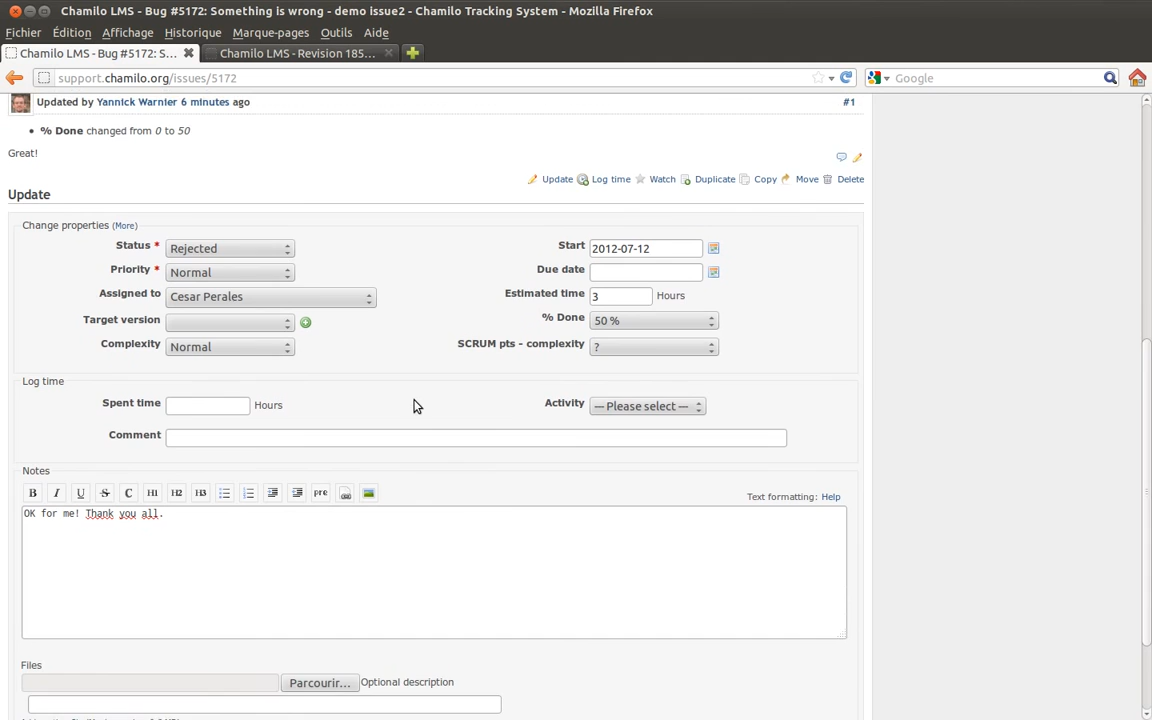 Chamilo LMS - Bug #5172: Something is wrong - demo issue2 - Chamilo Tracking System - Mozilla Firefox
Fichier Édition Affichage Historique Marque-pages Outils Aide
Chamilo LMS - Bug #5172: S... Chamilo LMS - Revision 185...
support.chamilo.org/issues/5172 Google
Updated by Yannick Warnier 6 minutes ago #1
• % Done changed from 0 to 50
Great!
Update Log time Watch Duplicate Copy Move Delete
Update
Change properties (More)
Status * Rejected Start 2012-07-12
Priority * Normal Due date
Assigned to Cesar Perales Estimated time 3 Hours
Target version % Done 50 %
Complexity Normal SCRUM pts - complexity ?
Log time
Spent time Hours Activity --- Please select ---
Comment
Notes
B I U S C H1 H2 H3 pre Text formatting: Help
OK for me! Thank you all.
Files
Parcourir... Optional description